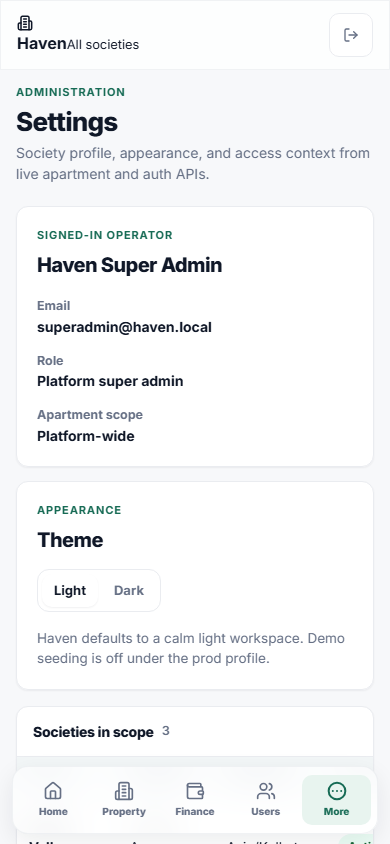 HavenAll societies
ADMINISTRATION
Settings
Society profile, appearance, and access context from
live apartment and auth APIs.
SIGNED-IN OPERATOR
Haven Super Admin
Email
superadmin@haven.local
Role
Platform super admin
Apartment scope
Platform-wide
APPEARANCE
Theme
Light Dark
Haven defaults to a calm light workspace. Demo
seeding is off under the prod profile.
Societies in scope 3
Home Property Finance Users More